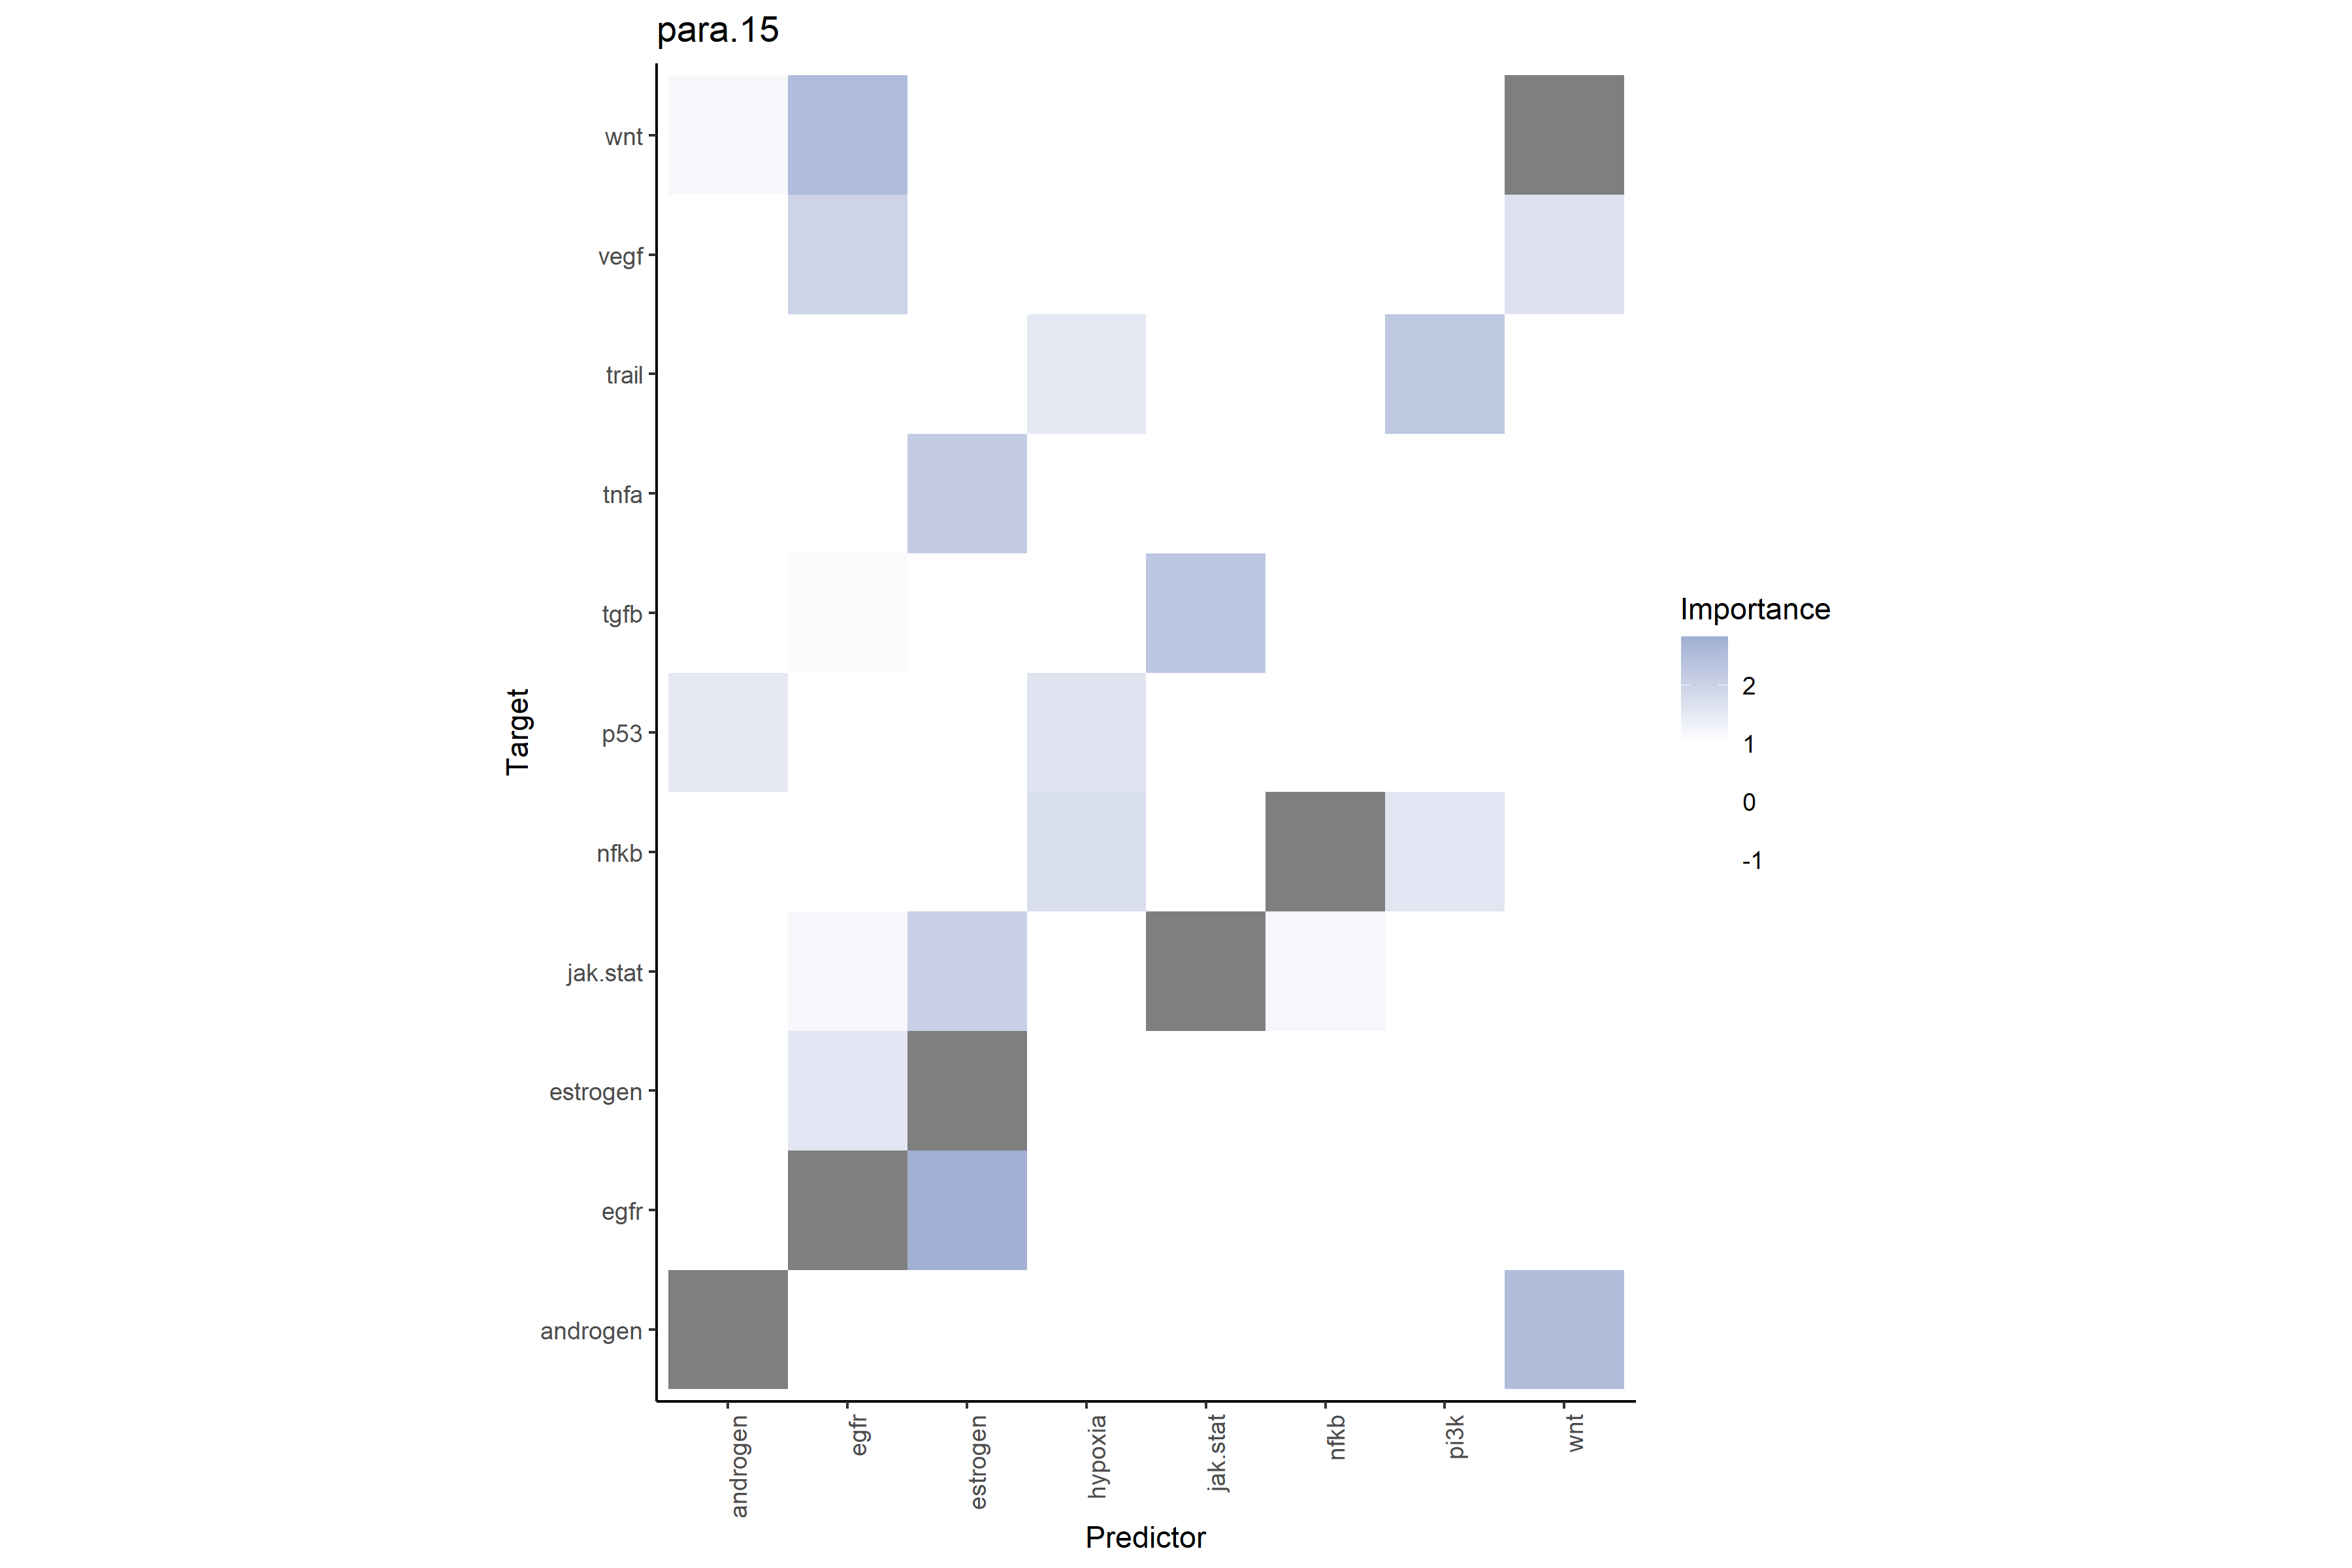 para.15
Target
wnt
vegf
trail
tnfa
tgfb
p53
nfkb
jak.stat
estrogen
egfr
androgen
androgen
egfr
estrogen
hypoxia
jak.stat
nfkb
pi3k
wnt
Predictor
Importance
2
1
0
-1